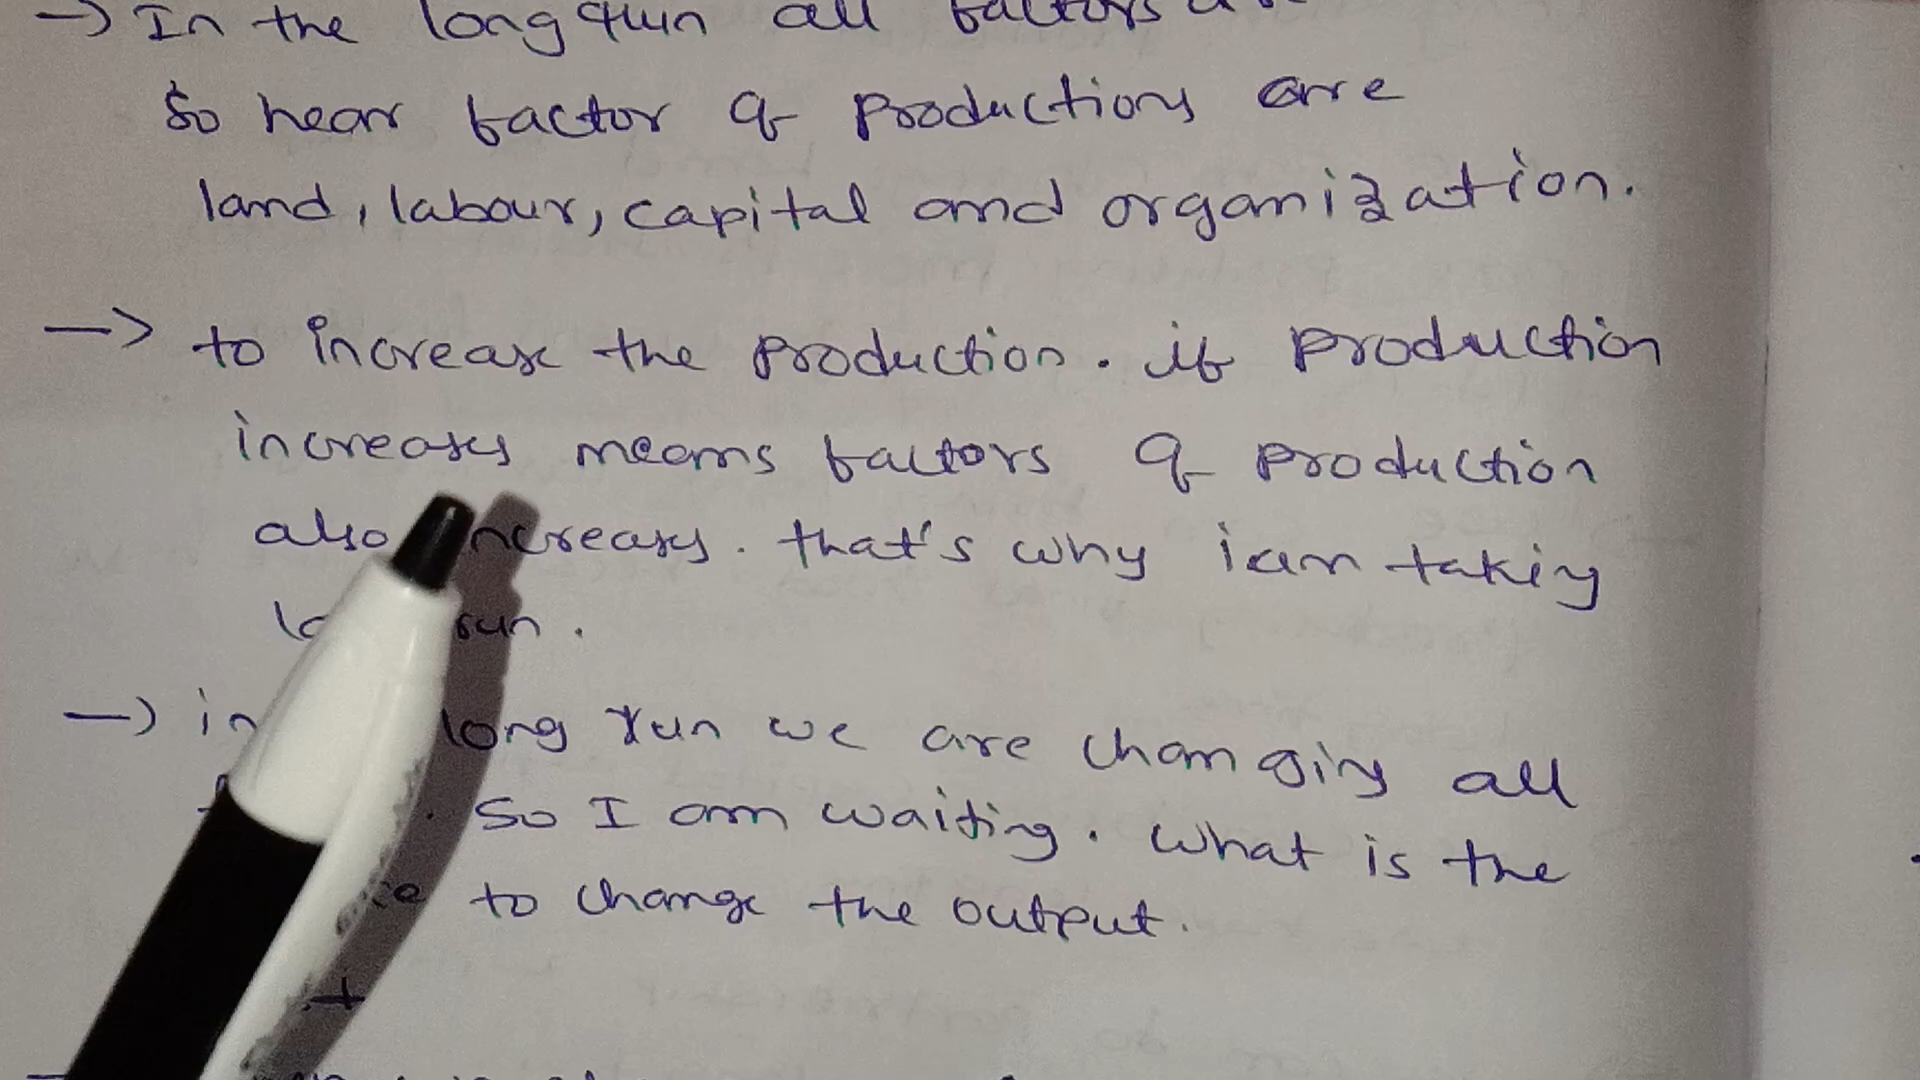 -> In the long run all factors
So hear factor of productions are
land, labour, capital and organization.
-> to increase the production. if production
increases means factors of production
also increases. that's why iam taking
run.
-> in long run we are changing all
. So I am waiting. What is the
to change the output.